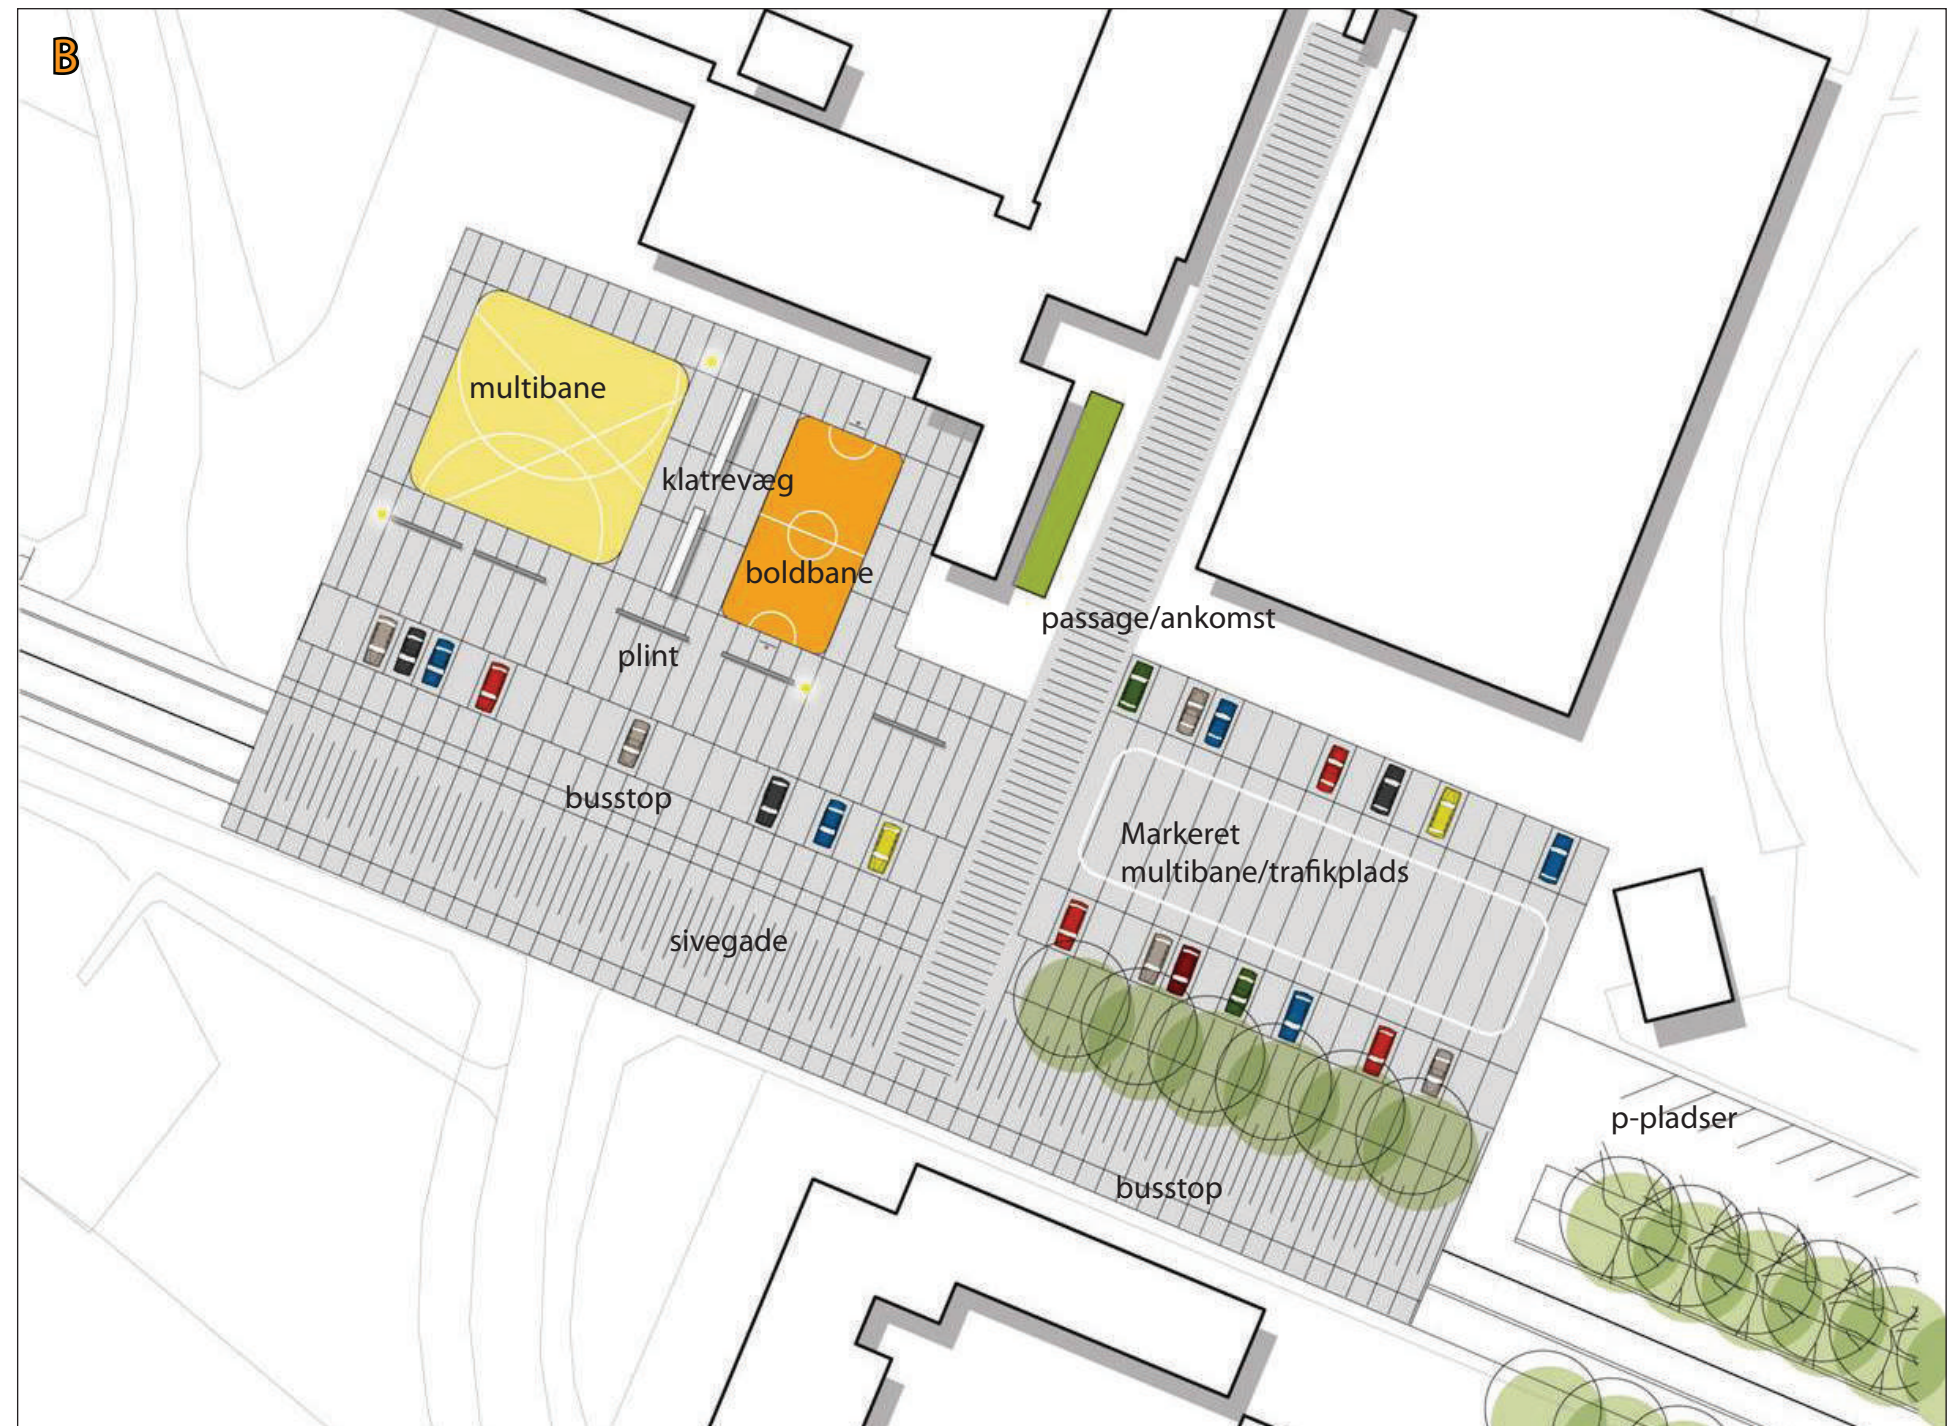 B
multibane
klatrevæg
boldbane
passage/ankomst
plint
busstop
Markeret
multibane/trafikplads
sivegade
p-pladser
busstop